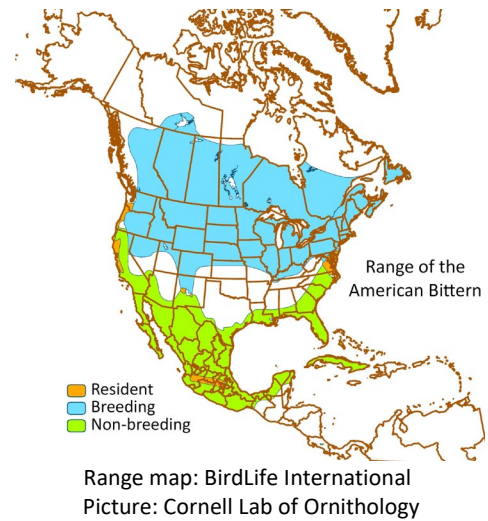 Range of the
American Bittern
Resident
Breeding
Non-breeding
Range map: BirdLife International
Picture: Cornell Lab of Ornithology